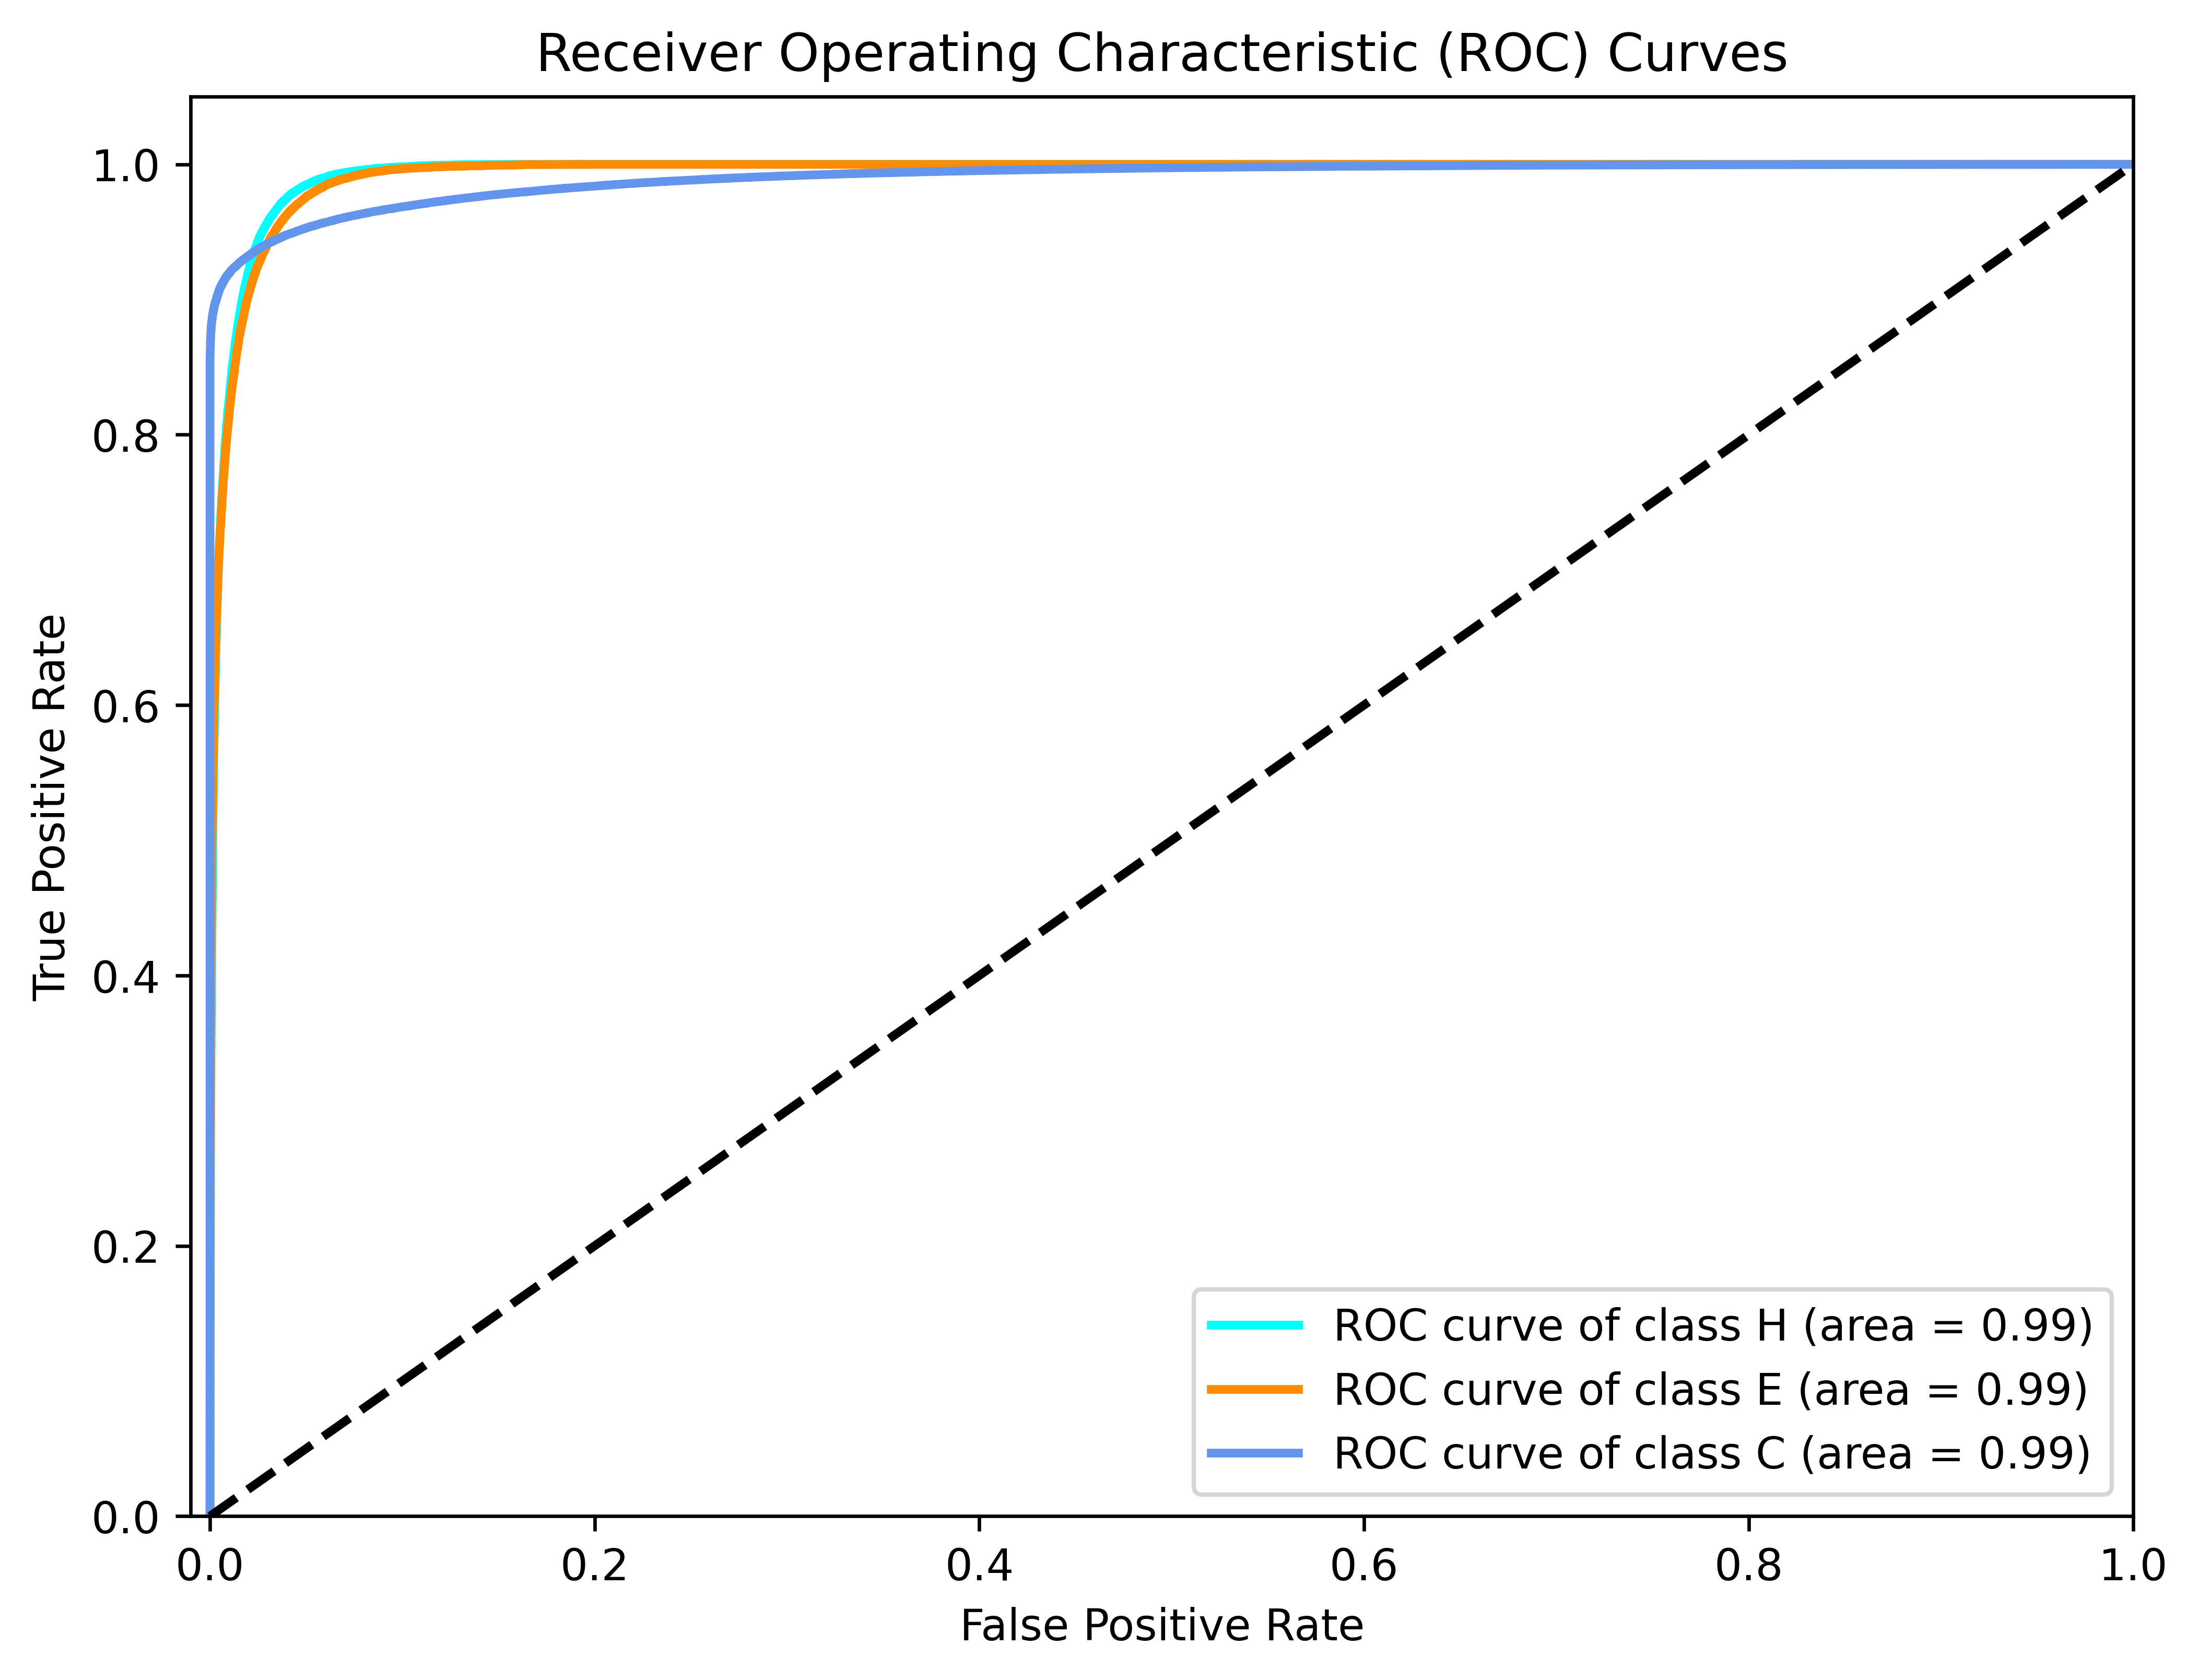 Receiver Operating Characteristic (ROC) Curves
1.0
0.8
0.6
0.4
0.2
0.0
True Positive Rate
ROC curve of class H (area = 0.99)
ROC curve of class E (area = 0.99)
ROC curve of class C (area = 0.99)
0.0 0.2 0.4 0.6 0.8 1.0
False Positive Rate